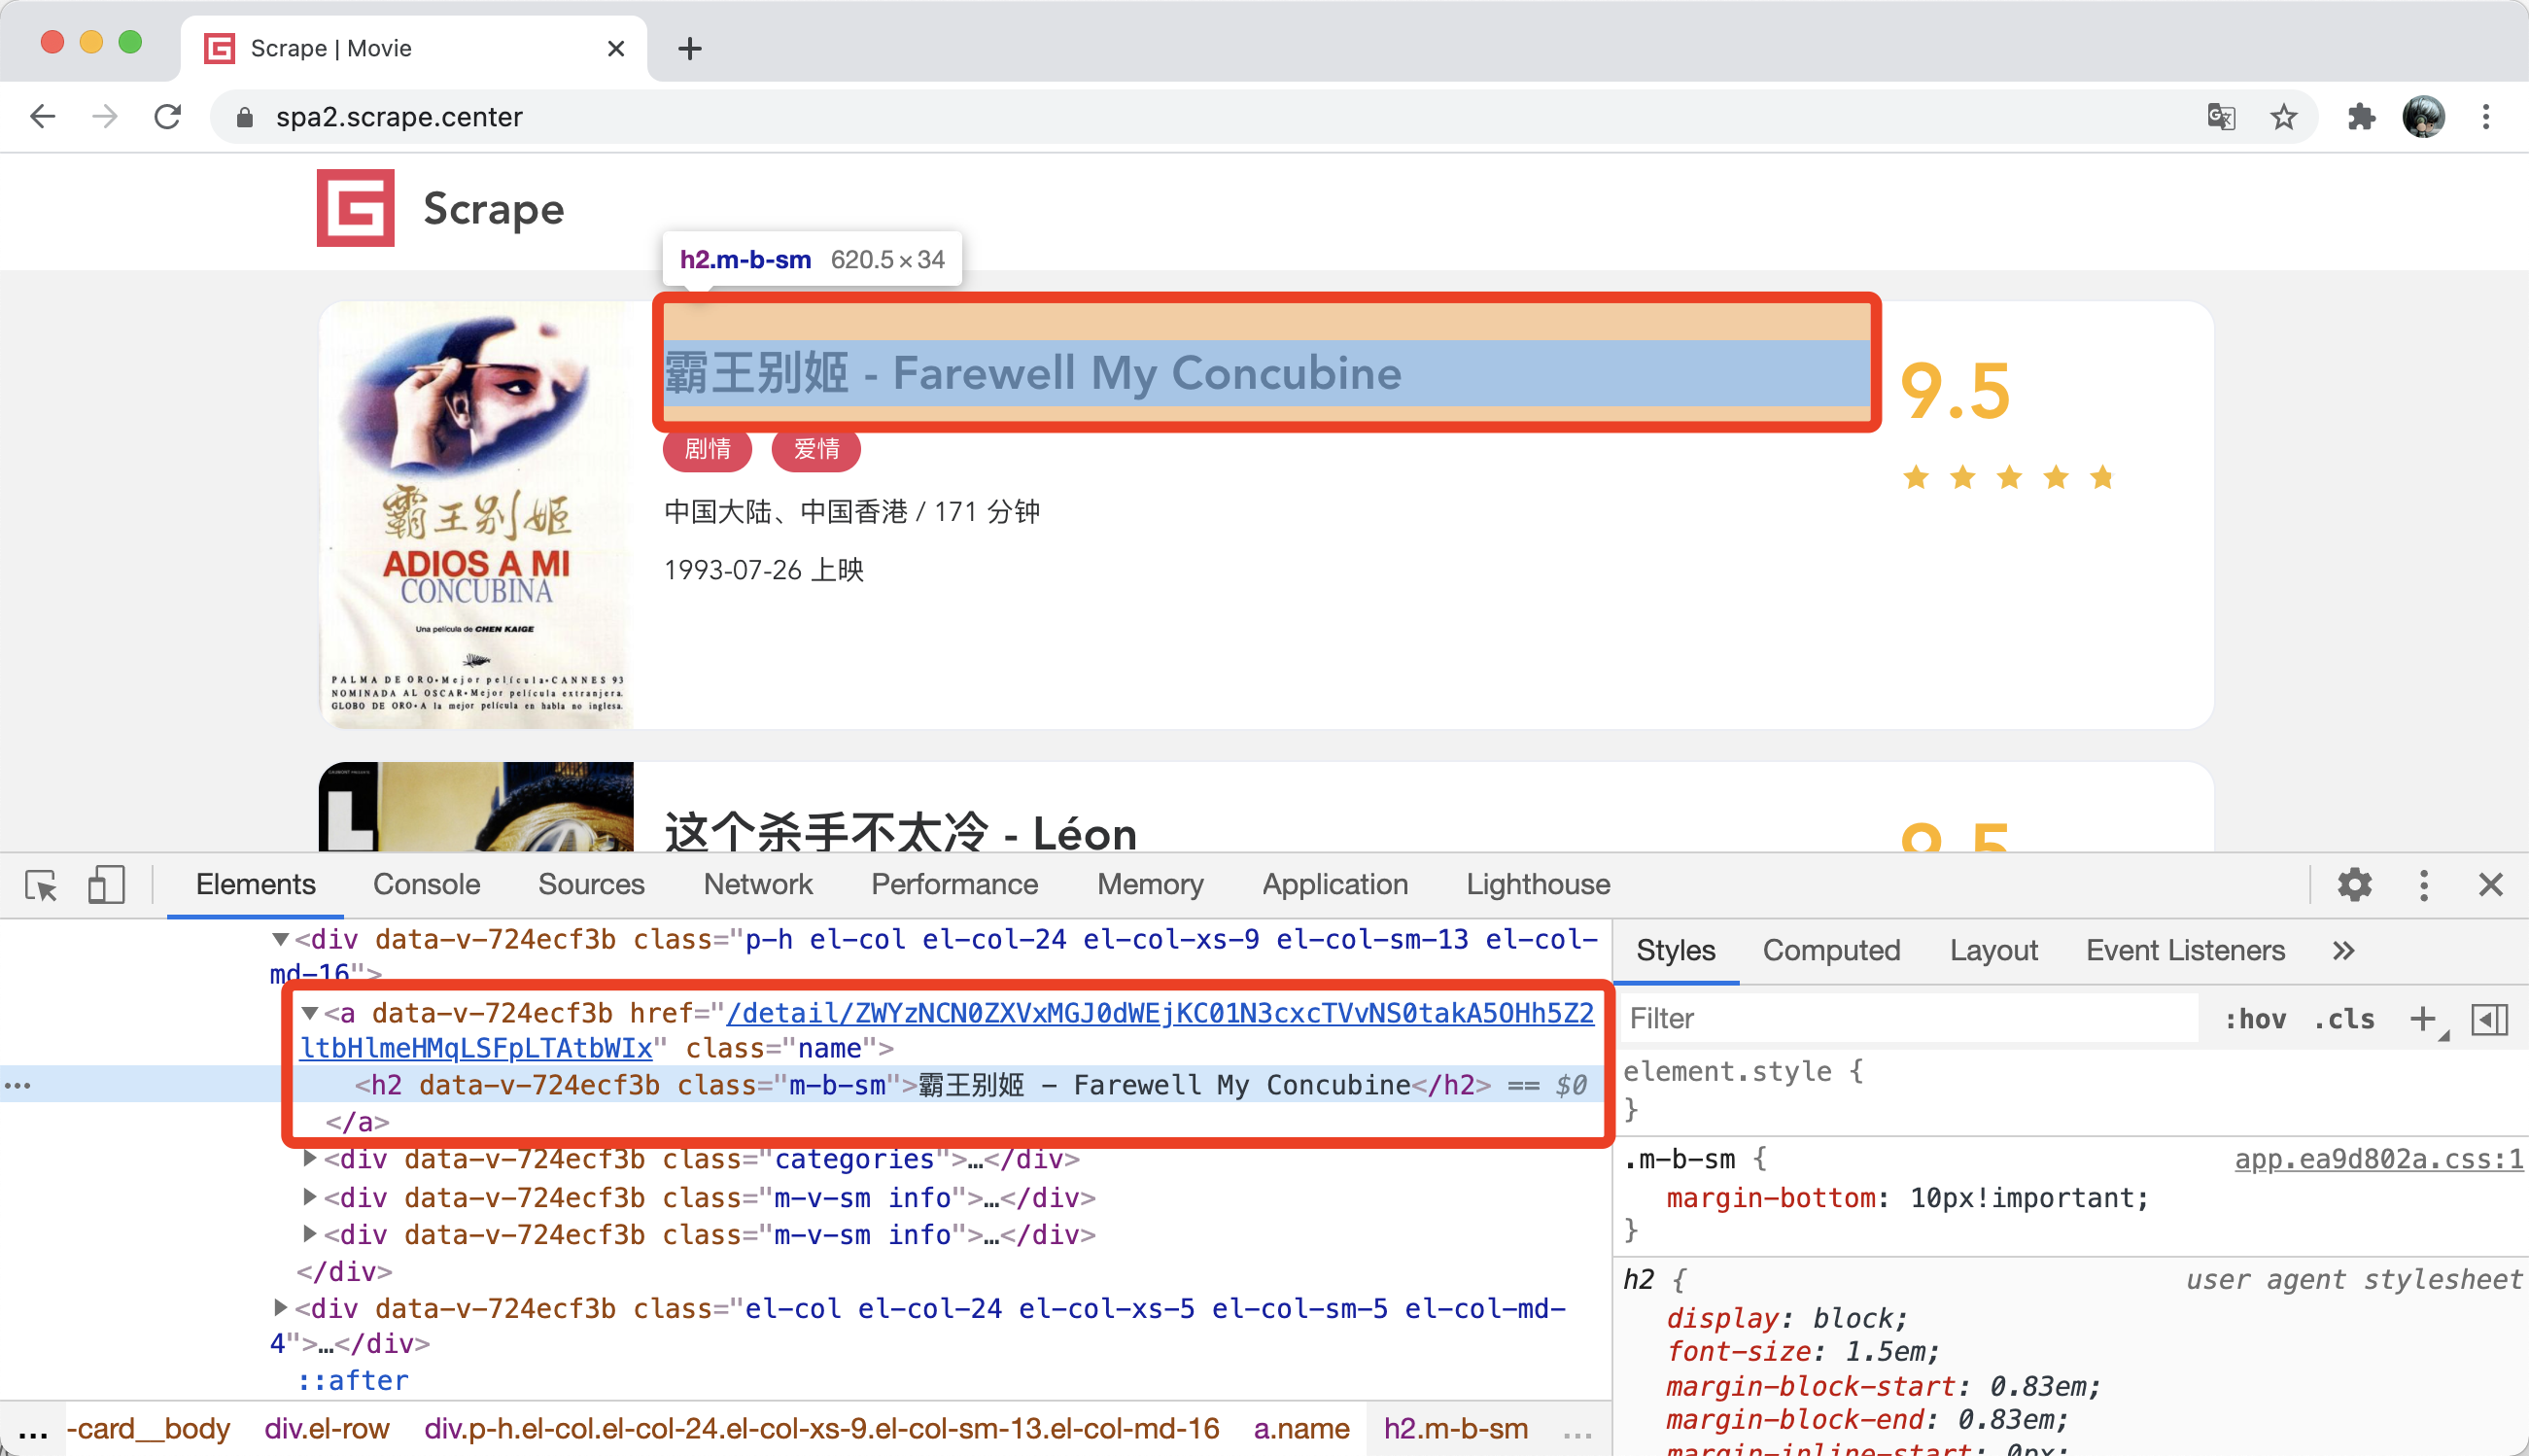 Scrape | Movie
spa2.scrape.center
Scrape
h2.m-b-sm 620.5 × 34
霸王别姬 - Farewell My Concubine
9.5
剧情 爱情
中国大陆、中国香港 / 171 分钟
1993-07-26 上映
霸王别姬
ADIOS A MI
CONCUBINA
Una película de CHEN KAIGE
PALMA DE ORO•Mejor película•CANNES 93
NOMINADA AL OSCAR•Mejor película extranjera.
GLOBO DE ORO•A la mejor película en habla no inglesa.
这个杀手不太冷 - Léon
9.5
Elements Console Sources Network Performance Memory Application Lighthouse
<div data-v-724ecf3b class="p-h el-col el-col-24 el-col-xs-9 el-col-sm-13 el-col-
md-16">
<a data-v-724ecf3b href="/detail/ZWYzNCN0ZXVxMGJ0dWEjKC01N3cxcTVvNS0takA5OHh5Z2
ltbHlmeHMqLSFpLTAtbWIx" class="name">
<h2 data-v-724ecf3b class="m-b-sm">霸王别姬 - Farewell My Concubine</h2> == $0
</a>
<div data-v-724ecf3b class="categories">…</div>
<div data-v-724ecf3b class="m-v-sm info">…</div>
<div data-v-724ecf3b class="m-v-sm info">…</div>
</div>
<div data-v-724ecf3b class="el-col el-col-24 el-col-xs-5 el-col-sm-5 el-col-md-
4">…</div>
::after
... -card__body div.el-row div.p-h.el-col.el-col-24.el-col-xs-9.el-col-sm-13.el-col-md-16 a.name h2.m-b-sm ...
Styles Computed Layout Event Listeners »
Filter :hov .cls +
element.style {
}
.m-b-sm { app.ea9d802a.css:1
margin-bottom: 10px!important;
}
h2 { user agent stylesheet
display: block;
font-size: 1.5em;
margin-block-start: 0.83em;
margin-block-end: 0.83em;
margin-inline-start: 0px;